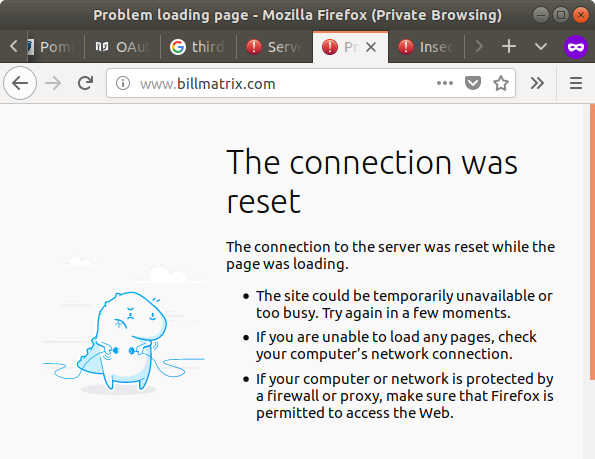 Problem loading page - Mozilla Firefox (Private Browsing)
Pom OAut third Serve Pr Insec
www.billmatrix.com
The connection was
reset
The connection to the server was reset while the
page was loading.
• The site could be temporarily unavailable or
too busy. Try again in a few moments.
• If you are unable to load any pages, check
your computer’s network connection.
• If your computer or network is protected by
a firewall or proxy, make sure that Firefox is
permitted to access the Web.